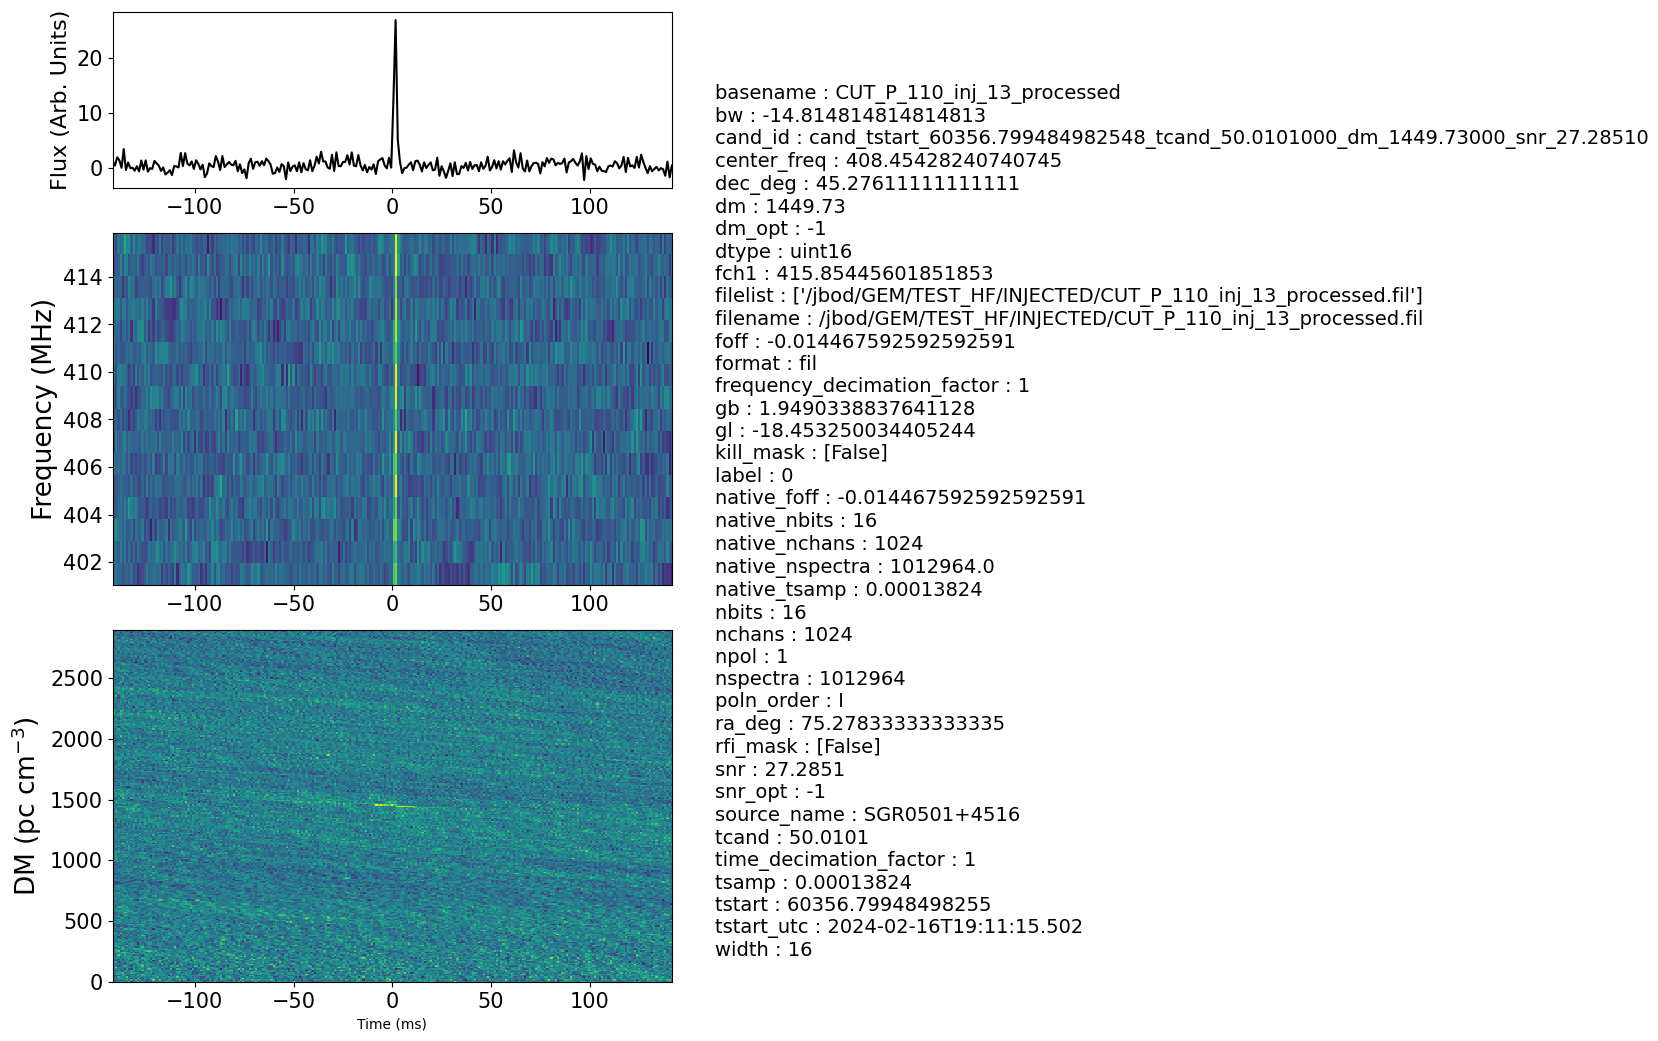 Flux (Arb. Units)
20
10
0
−100 −50 0 50 100
Frequency (MHz)
414
412
410
408
406
404
402
−100 −50 0 50 100
DM (pc cm⁻³)
2500
2000
1500
1000
500
0
−100 −50 0 50 100
Time (ms)
basename : CUT_P_110_inj_13_processed
bw : -14.814814814814813
cand_id : cand_tstart_60356.799484982548_tcand_50.0101000_dm_1449.73000_snr_27.28510
center_freq : 408.45428240740745
dec_deg : 45.27611111111111
dm : 1449.73
dm_opt : -1
dtype : uint16
fch1 : 415.85445601851853
filelist : ['/jbod/GEM/TEST_HF/INJECTED/CUT_P_110_inj_13_processed.fil']
filename : /jbod/GEM/TEST_HF/INJECTED/CUT_P_110_inj_13_processed.fil
foff : -0.014467592592592591
format : fil
frequency_decimation_factor : 1
gb : 1.9490338837641128
gl : -18.453250034405244
kill_mask : [False]
label : 0
native_foff : -0.014467592592592591
native_nbits : 16
native_nchans : 1024
native_nspectra : 1012964.0
native_tsamp : 0.00013824
nbits : 16
nchans : 1024
npol : 1
nspectra : 1012964
poln_order : I
ra_deg : 75.27833333333335
rfi_mask : [False]
snr : 27.2851
snr_opt : -1
source_name : SGR0501+4516
tcand : 50.0101
time_decimation_factor : 1
tsamp : 0.00013824
tstart : 60356.79948498255
tstart_utc : 2024-02-16T19:11:15.502
width : 16